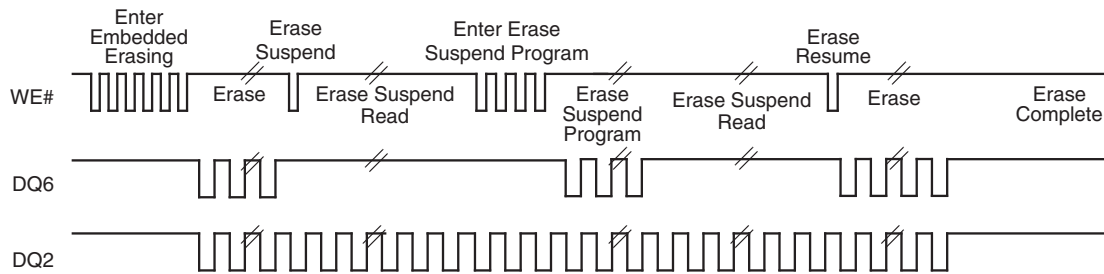 Enter
Embedded
Erasing
Erase
Suspend
Enter Erase
Suspend Program
Erase
Resume
WE#
Erase
Erase Suspend
Read
Erase
Suspend
Program
Erase Suspend
Read
Erase
Erase
Complete
DQ6
DQ2